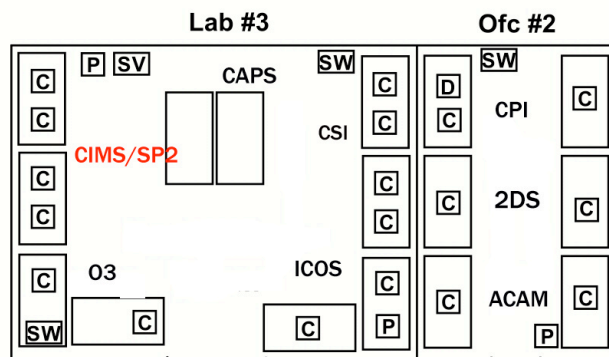 Lab #3 Ofc #2
P SV SW SW
CAPS
C C D C
C C C CPI
CSI
CIMS/SP2
C C
C C C 2DS C
O3 ICOS
C C C ACAM C
SW C C P P